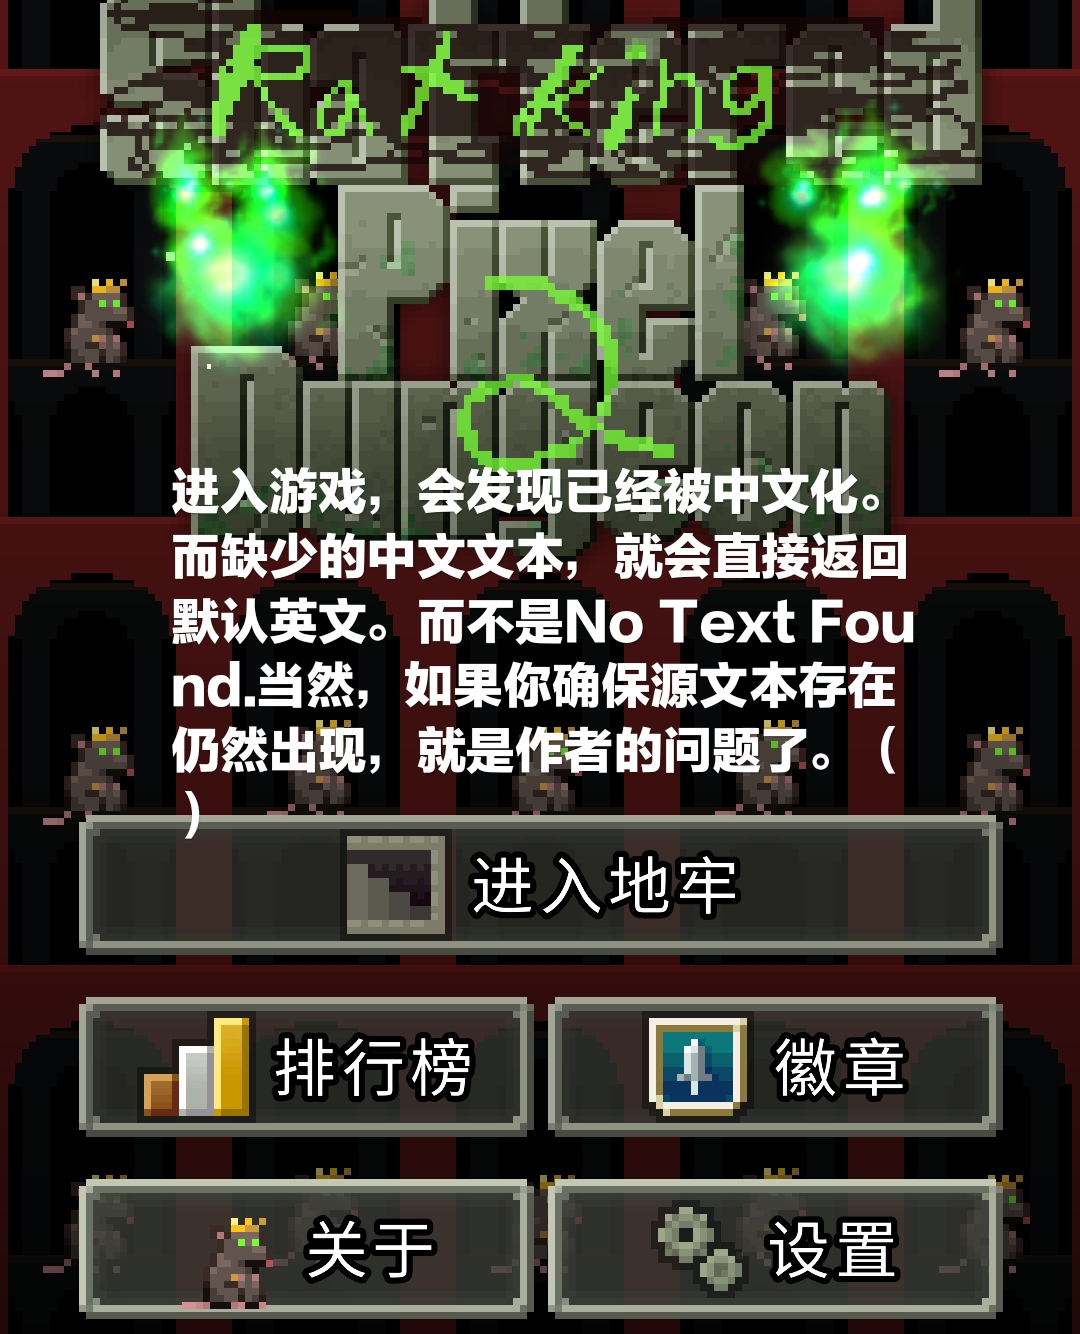 Rat King
Pixel
Dungeon
2
进入游戏，会发现已经被中文化。
而缺少的中文文本，就会直接返回
默认英文。而不是No Text Fou
nd.当然，如果你确保源文本存在
仍然出现，就是作者的问题了。（
）
进入地牢
排行榜
徽章
关于
设置